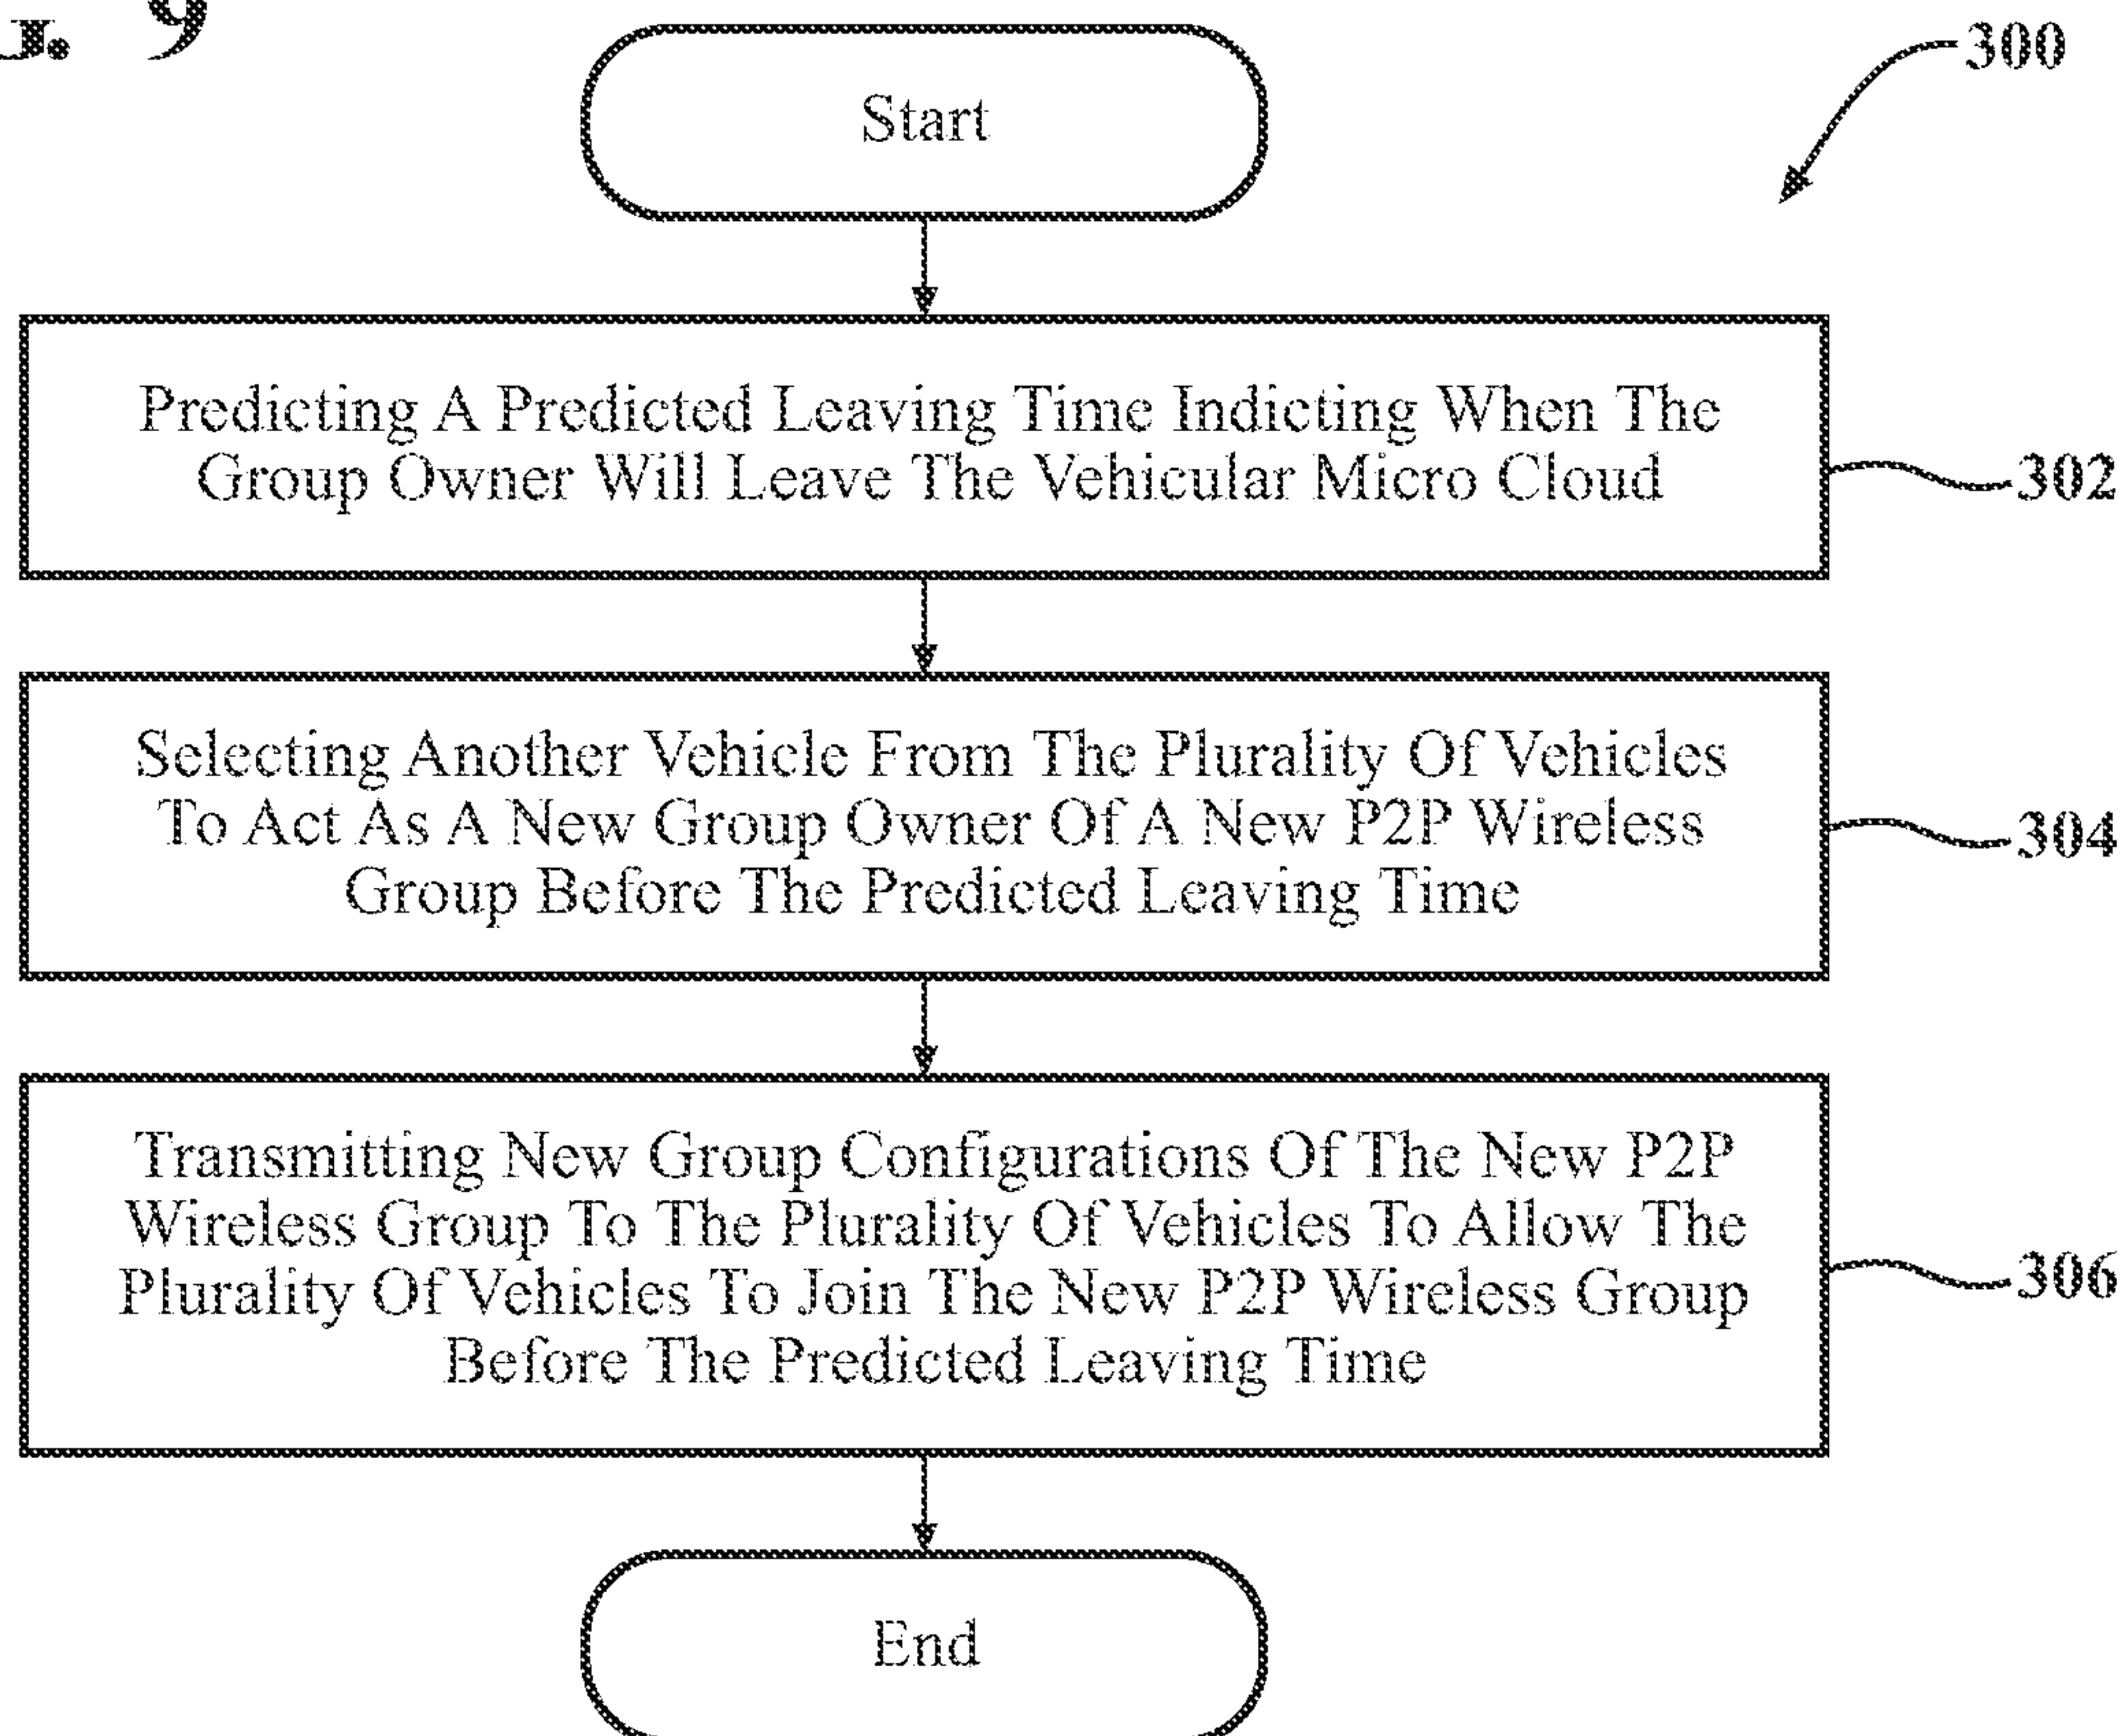 G. 9
300
Start
Predicting A Predicted Leaving Time Indicting When The
Group Owner Will Leave The Vehicular Micro Cloud
302
Selecting Another Vehicle From The Plurality Of Vehicles
To Act As A New Group Owner Of A New P2P Wireless
Group Before The Predicted Leaving Time
304
Transmitting New Group Configurations Of The New P2P
Wireless Group To The Plurality Of Vehicles To Allow The
Plurality Of Vehicles To Join The New P2P Wireless Group
Before The Predicted Leaving Time
306
End